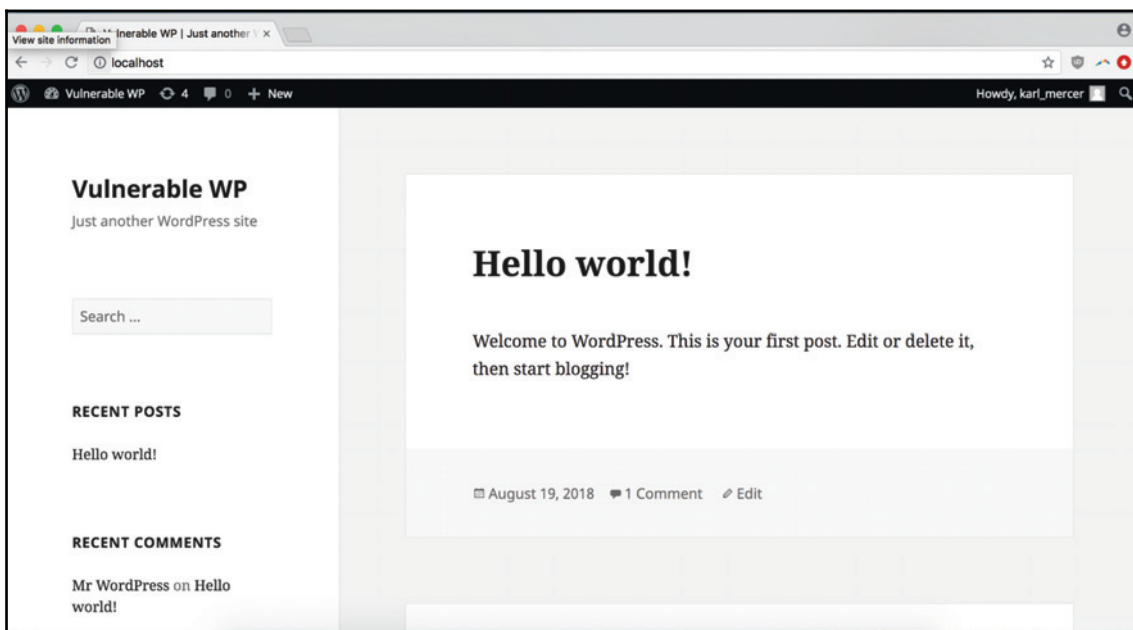 Vulnerable WP | Just another
View site information
localhost
Vulnerable WP 4 0 + New
Howdy, karl_mercer
Vulnerable WP
Just another WordPress site
Search ...
RECENT POSTS
Hello world!
RECENT COMMENTS
Mr WordPress on Hello
world!
Hello world!
Welcome to WordPress. This is your first post. Edit or delete it,
then start blogging!
August 19, 2018 1 Comment Edit